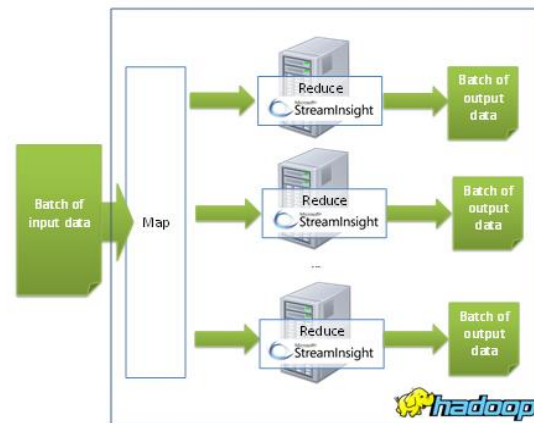 Batch of
input data
Map
Reduce
Microsoft
StreamInsight
Batch of
output
data
Reduce
Microsoft
StreamInsight
Batch of
output
data
...
Reduce
Microsoft
StreamInsight
Batch of
output
data
hadoop